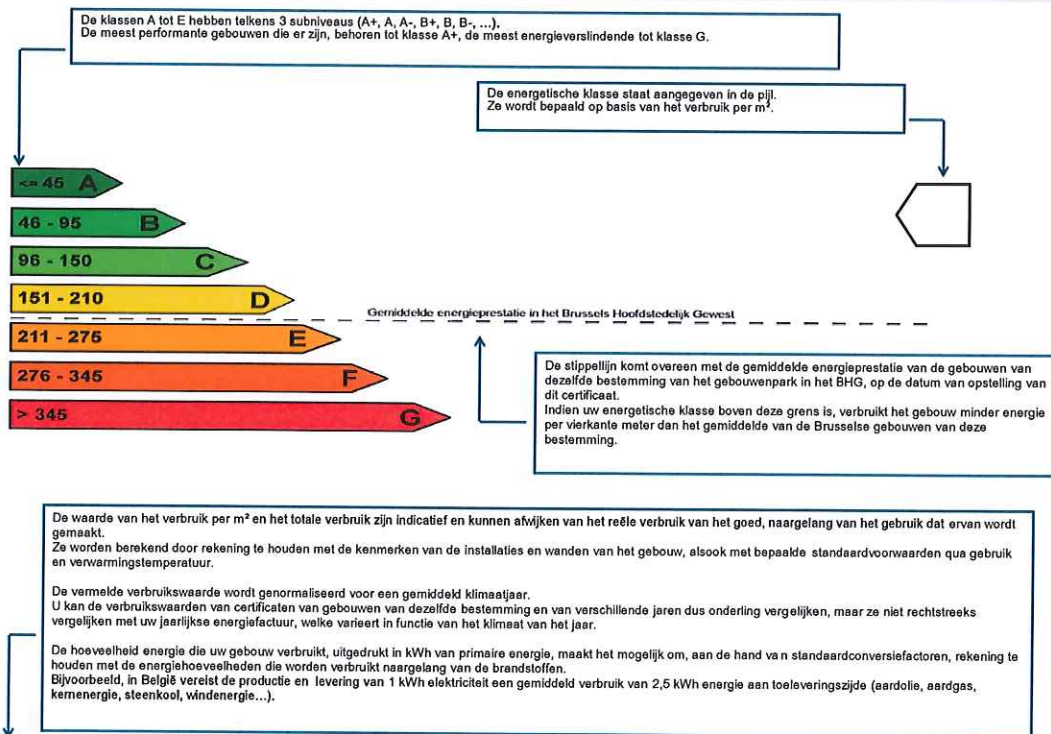 De klassen A tot E hebben telkens 3 subniveaus (A+, A, A-, B+, B, B-, ...).
De meest performante gebouwen die er zijn, behoren tot klasse A+, de meest energieverslindende tot klasse G.
De energetische klasse staat aangegeven in de pijl.
Ze wordt bepaald op basis van het verbruik per m².
<= 45 A
46 - 95 B
96 - 150 C
151 - 210 D
Gemiddelde energieprestatie in het Brussels Hoofdstedelijk Gewest
211 - 275 E
276 - 345 F
> 345 G
De stippellijn komt overeen met de gemiddelde energieprestatie van de gebouwen van
dezelfde bestemming van het gebouwenpark in het BHG, op de datum van opstelling van
dit certificaat.
Indien uw energetische klasse boven deze grens is, verbruikt het gebouw minder energie
per vierkante meter dan het gemiddelde van de Brusselse gebouwen van deze
bestemming.
De waarde van het verbruik per m² en het totale verbruik zijn indicatief en kunnen afwijken van het reële verbruik van het goed, naargelang van het gebruik dat ervan wordt
gemaakt.
Ze worden berekend door rekening te houden met de kenmerken van de installaties en wanden van het gebouw, alsook met bepaalde standaardvoorwaarden qua gebruik
en verwarmingstemperatuur.
De vermelde verbruikswaarde wordt genormaliseerd voor een gemiddeld klimaatjaar.
U kan de verbruikswaarden van certificaten van gebouwen van dezelfde bestemming en van verschillende jaren dus onderling vergelijken, maar ze niet rechtstreeks
vergelijken met uw jaarlijkse energiefactuur, welke varieert in functie van het klimaat van het jaar.
De hoeveelheid energie die uw gebouw verbruikt, uitgedrukt in kWh van primaire energie, maakt het mogelijk om, aan de hand van standaardconversiefactoren, rekening te
houden met de energiehoeveelheden die worden verbruikt naargelang van de brandstoffen.
Bijvoorbeeld, in België vereist de productie en levering van 1 kWh elektriciteit een gemiddeld verbruik van 2,5 kWh energie aan toeleveringszijde (aardolie, aardgas,
kernenergie, steenkool, windenergie...).